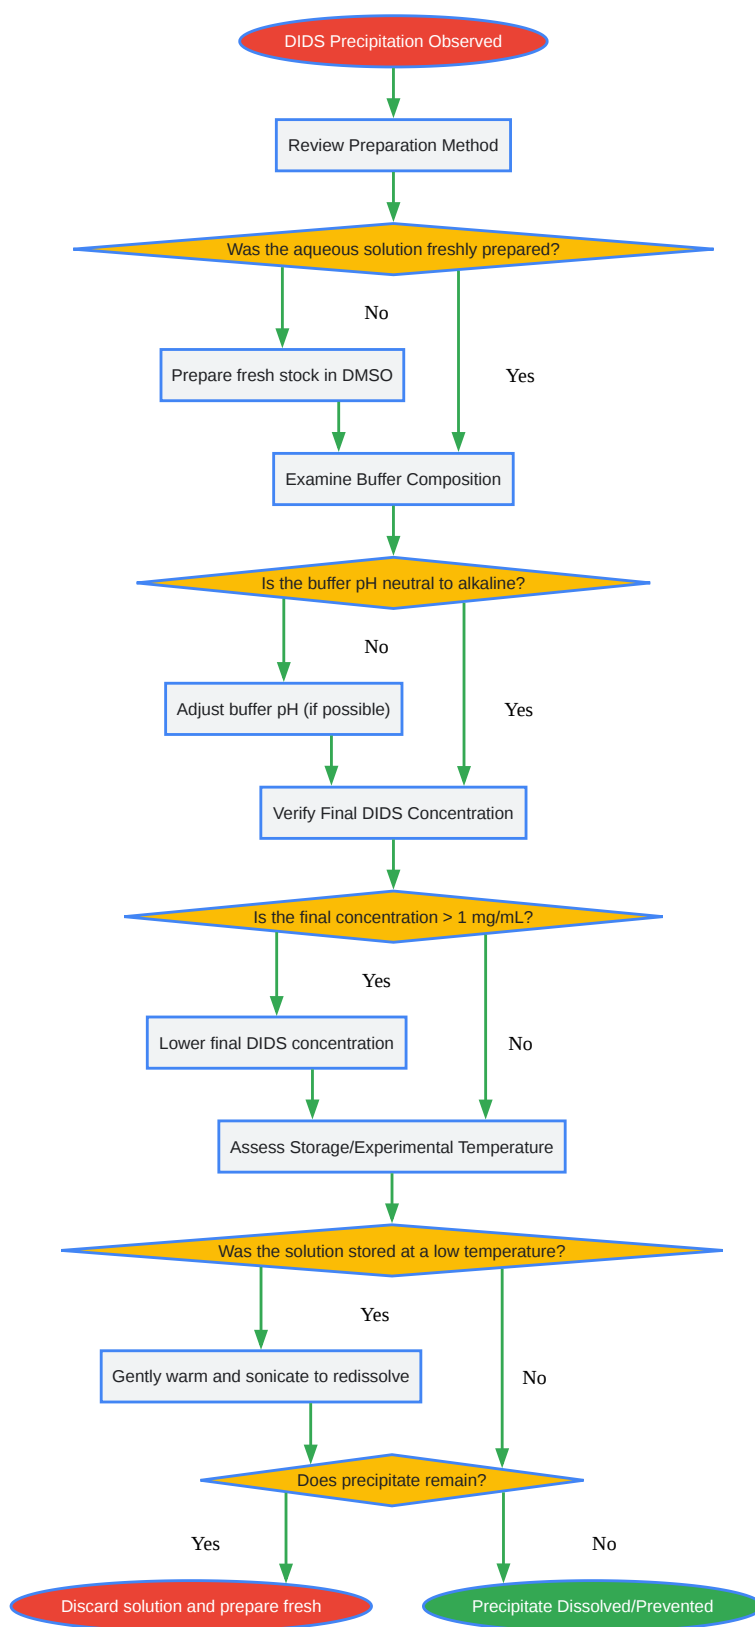 DIDS Precipitation Observed
Review Preparation Method
Was the aqueous solution freshly prepared?
No
Prepare fresh stock in DMSO
Yes
Examine Buffer Composition
Is the buffer pH neutral to alkaline?
No
Adjust buffer pH (if possible)
Yes
Verify Final DIDS Concentration
Is the final concentration > 1 mg/mL?
Yes
Lower final DIDS concentration
No
Assess Storage/Experimental Temperature
Was the solution stored at a low temperature?
Yes
Gently warm and sonicate to redissolve
No
Does precipitate remain?
Yes
No
Discard solution and prepare fresh
Precipitate Dissolved/Prevented